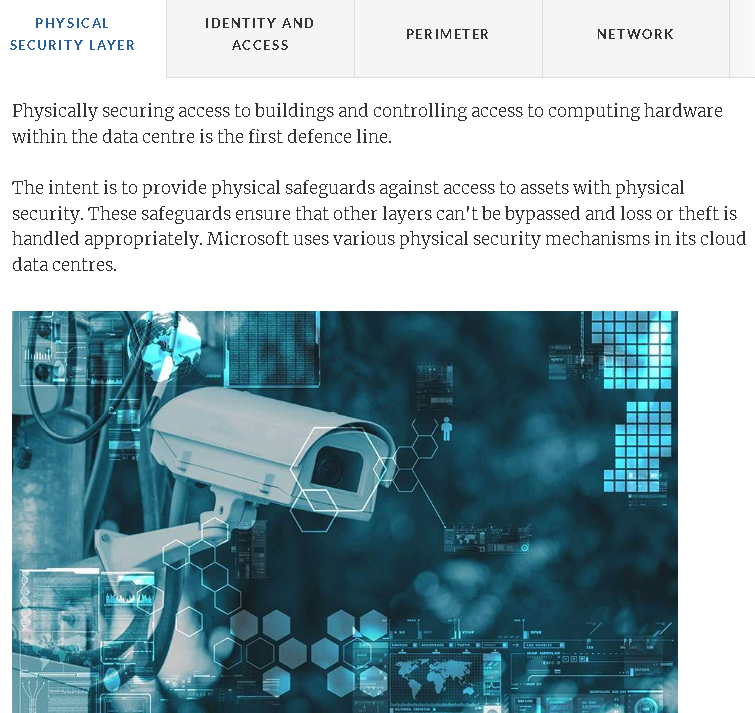 PHYSICAL
SECURITY LAYER
IDENTITY AND
ACCESS
PERIMETER
NETWORK
Physically securing access to buildings and controlling access to computing hardware
within the data centre is the first defence line.
The intent is to provide physical safeguards against access to assets with physical
security. These safeguards ensure that other layers can’t be bypassed and loss or theft is
handled appropriately. Microsoft uses various physical security mechanisms in its cloud
data centres.